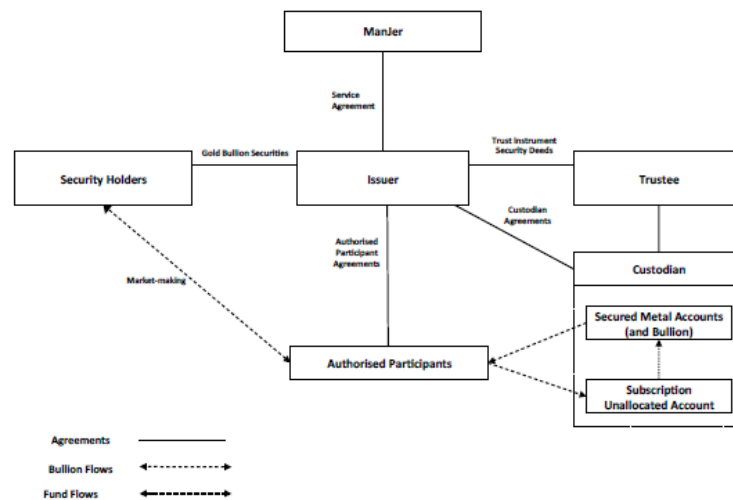 ManJer
Service
Agreement
Gold Bullion Securities
Trust Instrument
Security Deeds
Security Holders
Issuer
Trustee
Custodian
Agreements
Authorised
Participant
Agreements
Custodian
Market-making
Secured Metal Accounts
(and Bullion)
Authorised Participants
Subscription
Unallocated Account
Agreements
Bullion Flows
Fund Flows